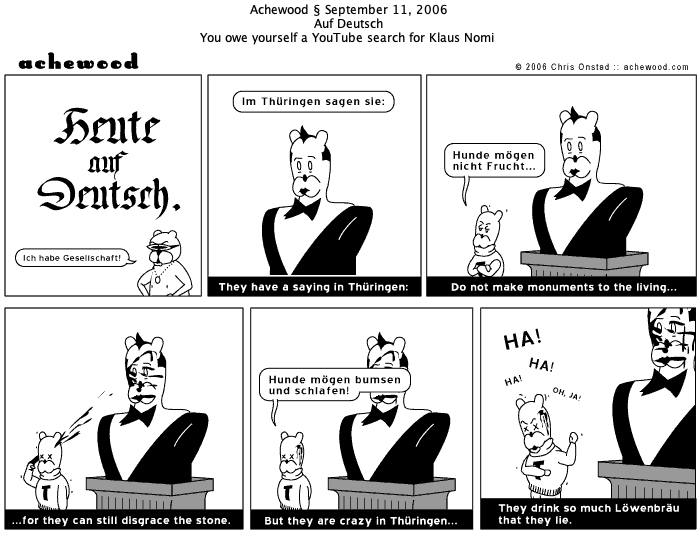 Achewood § September 11, 2006
Auf Deutsch
You owe yourself a YouTube search for Klaus Nomi
achewood
© 2006 Chris Onstad :: achewood.com
Heute
auf
Deutsch.
Ich habe Gesellschaft!
Im Thüringen sagen sie:
They have a saying in Thüringen:
Hunde mögen
nicht Frucht...
Do not make monuments to the living...
T
...for they can still disgrace the stone.
Hunde mögen bumsen
und schlafen!
T
But they are crazy in Thüringen...
HA!
HA!
HA!
OH, JA!
T
They drink so much Löwenbräu
that they lie.